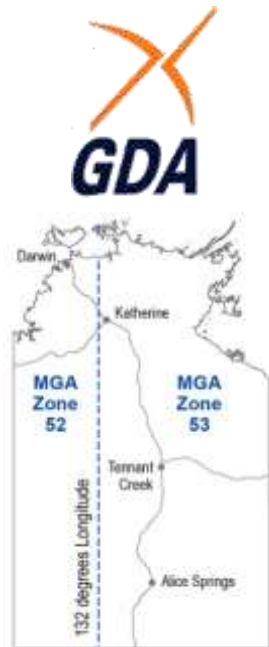 GDA
Darwin
Katherine
MGA
Zone
52
MGA
Zone
53
Tennant
Creek
132 degrees Longitude
Alice Springs